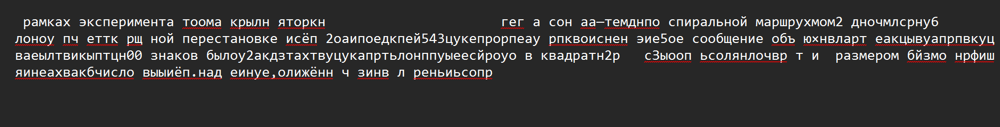 рамках эксперимента тоома крылн яторкн                      гег а сон аа—темднпо спиральной маршрухмом2 дночмлсрну6
лоноу пч еттк рщ ной перестановке исёп 2оаипоедкпей543цукепрорпеау рпквоиснен эие5ое сообщение объ юхнвларт еакцывуапрпвкуц
ваеылтвикыптцн00 знаков былоу2акдзтахтвуцукапртьлонппуыеесйроуо в квадратн2р   с3ыооп ьсолянлочвр т и  размером бйзмо нрфиш
яинеахвакбчисло выыиёп.над еинуе,олижённ ч зинв л реньиьсопр